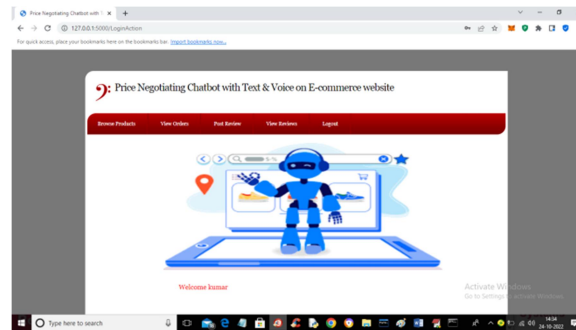 Price Negotiating Chatbot with T
127.0.0.1:5000/LoginAction
For quick access, place your bookmarks here on the bookmarks bar. Import bookmarks now...
Price Negotiating Chatbot with Text & Voice on E-commerce website
Browse Products View Orders Post Review View Reviews Logout
Welcome kumar
Activate Windows
Go to Settings to activate Windows.
Type here to search
14:34
24-10-2022